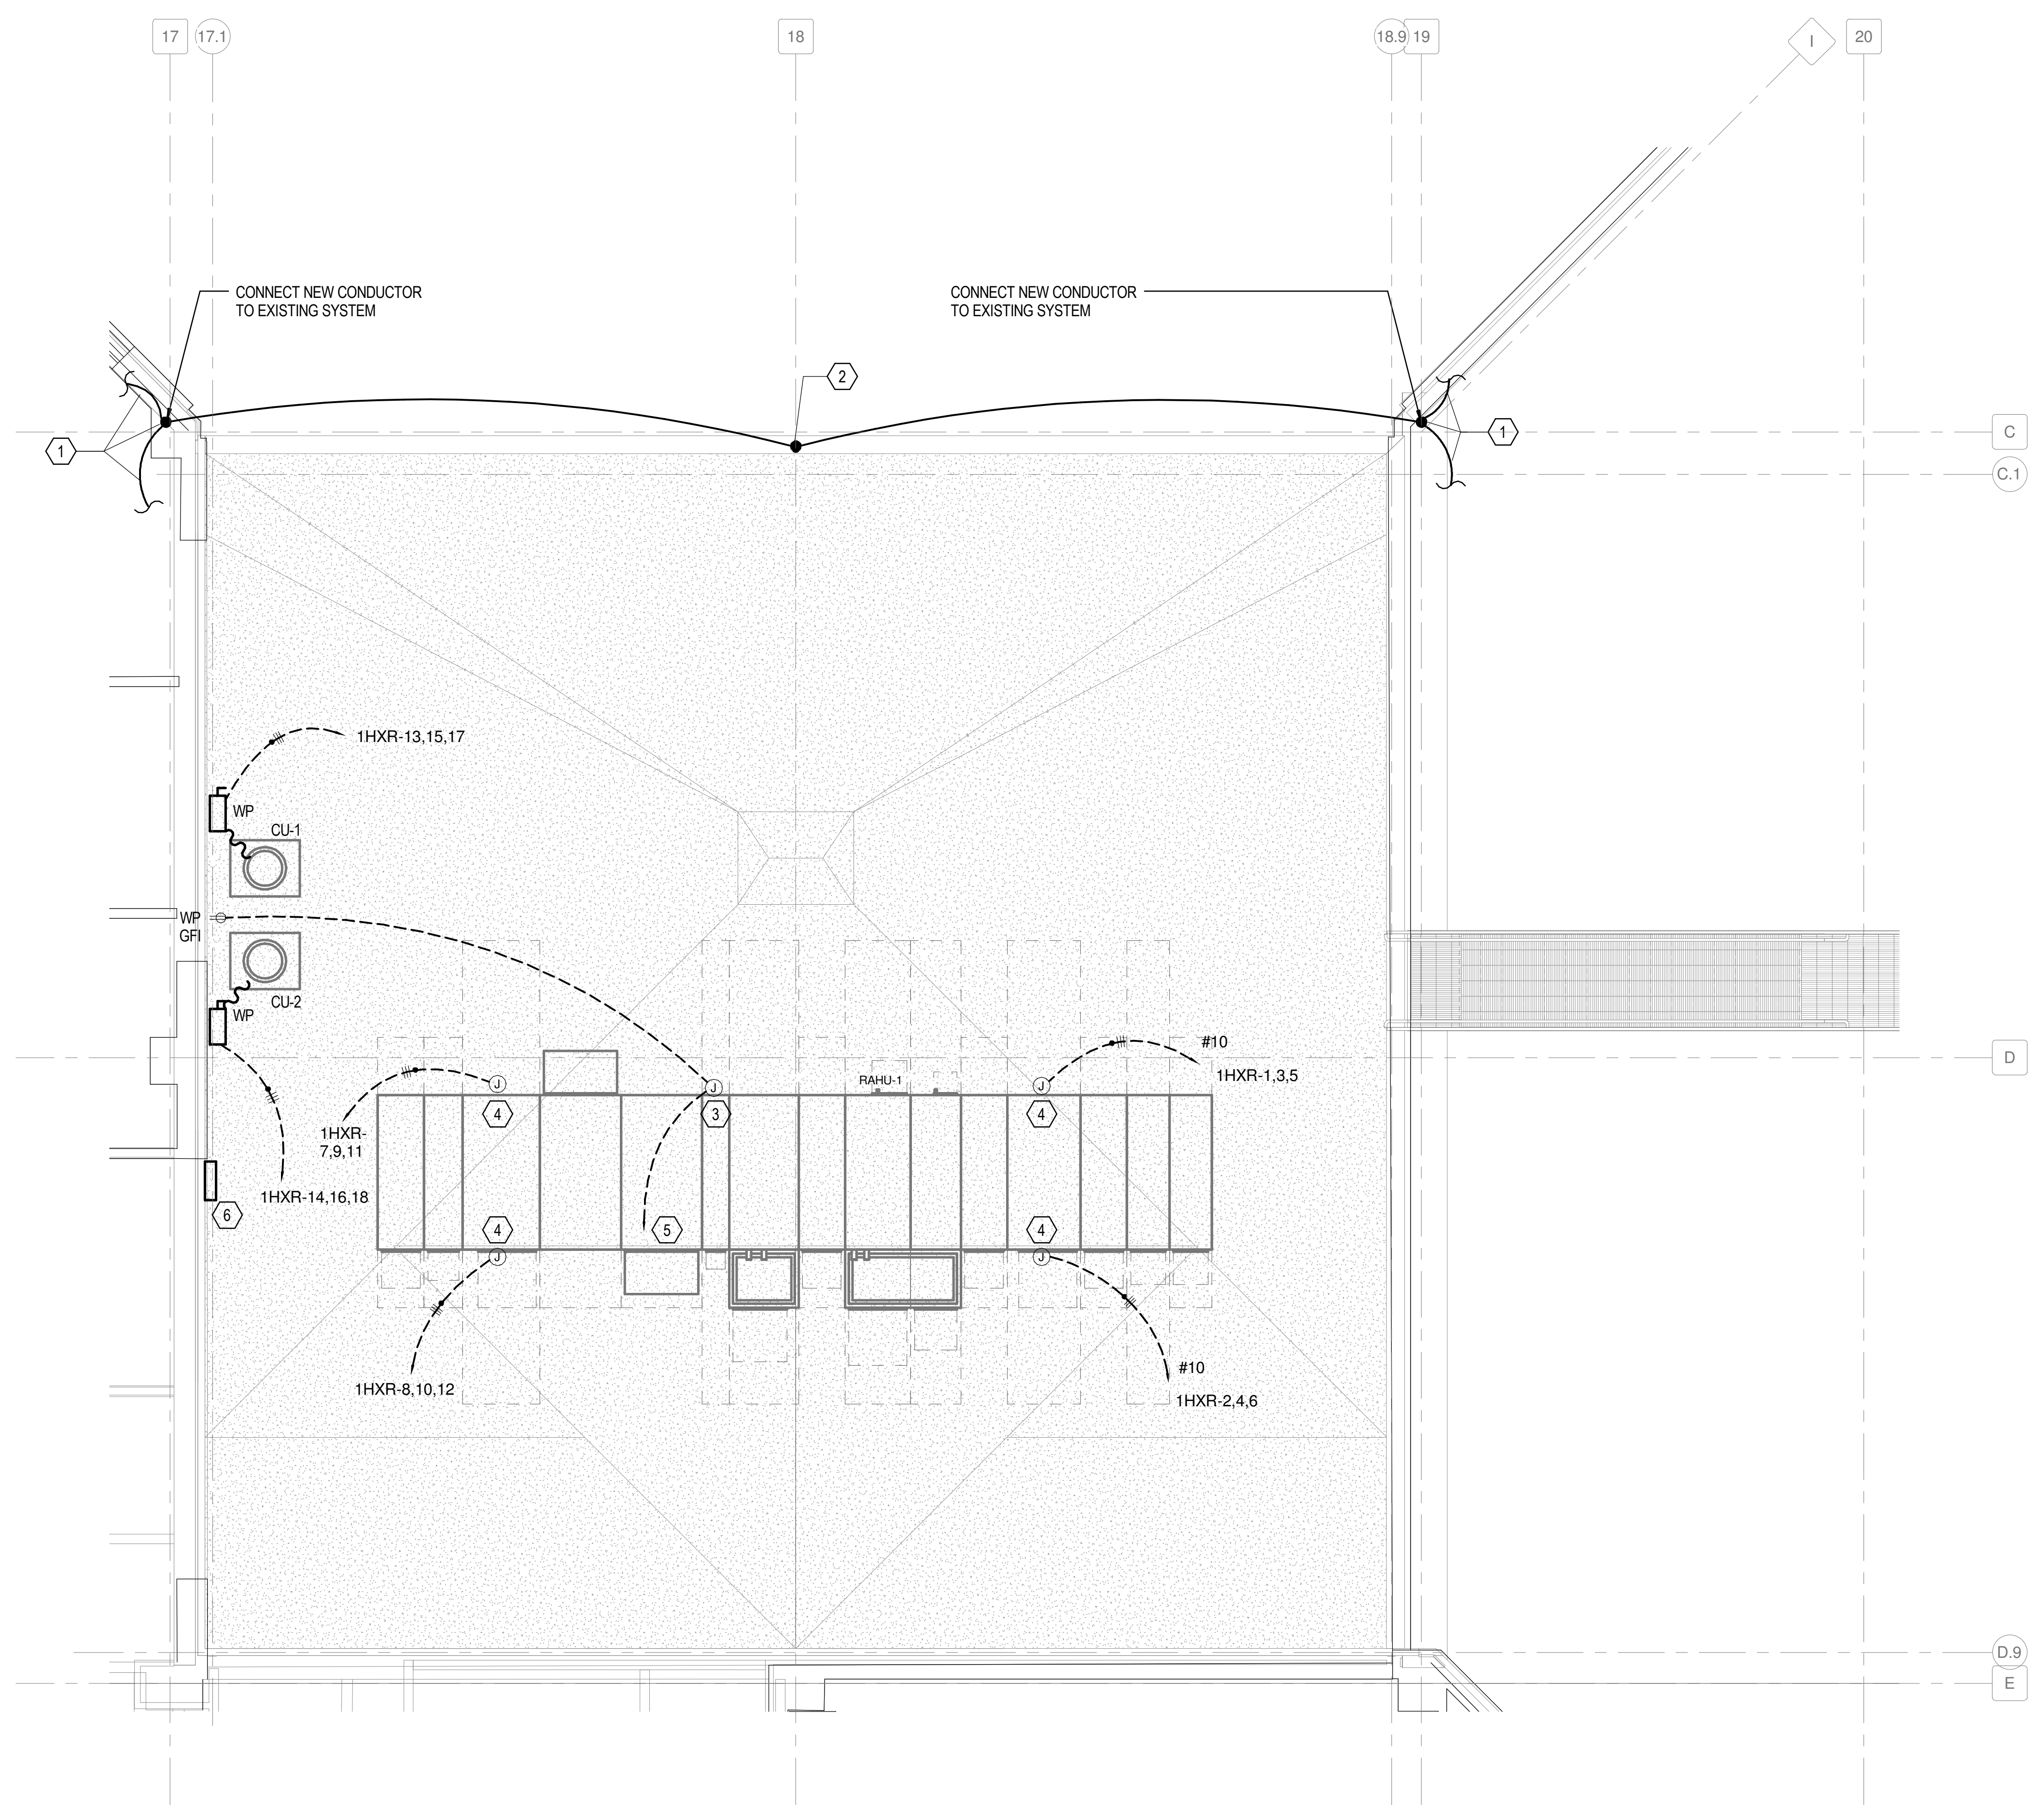 17
17.1
18
18.9
19
I
20
CONNECT NEW CONDUCTOR
TO EXISTING SYSTEM
CONNECT NEW CONDUCTOR
TO EXISTING SYSTEM
2
1
1
C
C.1
1HXR-13,15,17
WP
CU-1
WP
GFI
CU-2
WP
#10
1HXR-1,3,5
D
RAHU-1
J
J
J
4
3
4
1HXR-
7,9,11
1HXR-14,16,18
6
4
5
4
J
J
#10
1HXR-8,10,12
1HXR-2,4,6
D.9
E